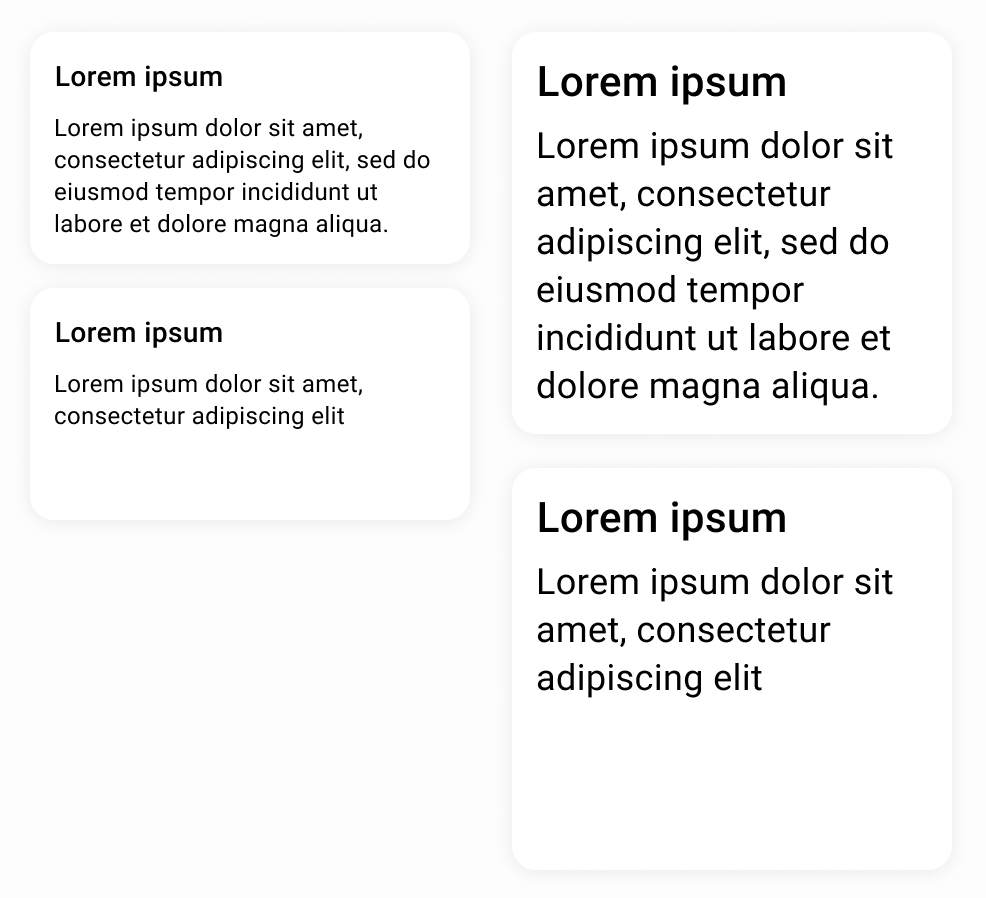 Lorem ipsum
Lorem ipsum dolor sit amet,
consectetur adipiscing elit, sed do
eiusmod tempor incididunt ut
labore et dolore magna aliqua.
Lorem ipsum
Lorem ipsum dolor sit amet,
consectetur adipiscing elit
Lorem ipsum
Lorem ipsum dolor sit
amet, consectetur
adipiscing elit, sed do
eiusmod tempor
incididunt ut labore et
dolore magna aliqua.
Lorem ipsum
Lorem ipsum dolor sit
amet, consectetur
adipiscing elit